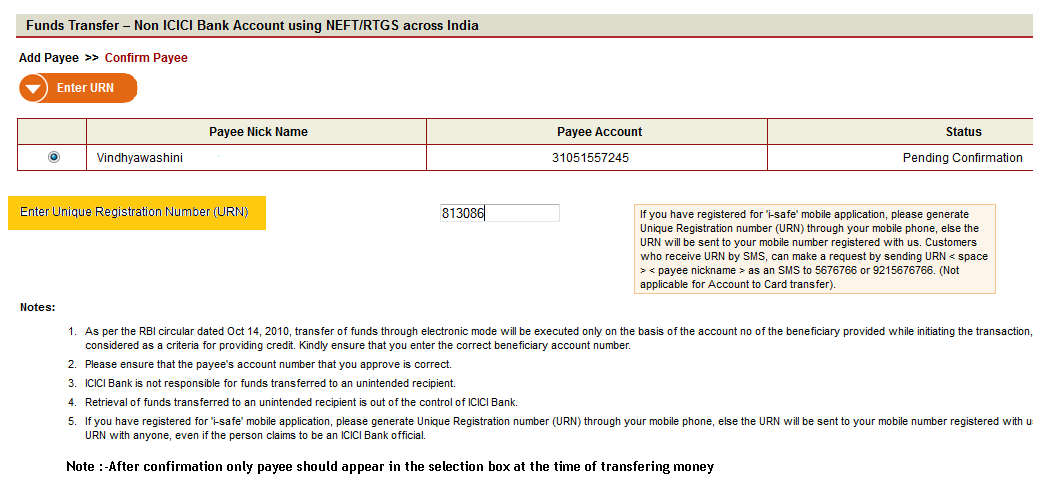 Funds Transfer – Non ICICI Bank Account using NEFT/RTGS across India
Add Payee >> Confirm Payee
Enter URN
Payee Nick Name Payee Account Status
Vindhyawashini 31051557245 Pending Confirmation
Enter Unique Registration Number (URN) 813086
If you have registered for 'i-safe' mobile application, please generate
Unique Registration number (URN) through your mobile phone, else the
URN will be sent to your mobile number registered with us. Customers
who receive URN by SMS, can make a request by sending URN < space
> < payee nickname > as an SMS to 5676766 or 9215676766. (Not
applicable for Account to Card transfer).
Notes:
1. As per the RBI circular dated Oct 14, 2010, transfer of funds through electronic mode will be executed only on the basis of the account no of the beneficiary provided while initiating the transaction,
considered as a criteria for providing credit. Kindly ensure that you enter the correct beneficiary account number.
2. Please ensure that the payee's account number that you approve is correct.
3. ICICI Bank is not responsible for funds transferred to an unintended recipient.
4. Retrieval of funds transferred to an unintended recipient is out of the control of ICICI Bank.
5. If you have registered for 'i-safe' mobile application, please generate Unique Registration number (URN) through your mobile phone, else the URN will be sent to your mobile number registered with u
URN with anyone, even if the person claims to be an ICICI Bank official.
Note :-After confirmation only payee should appear in the selection box at the time of transfering money